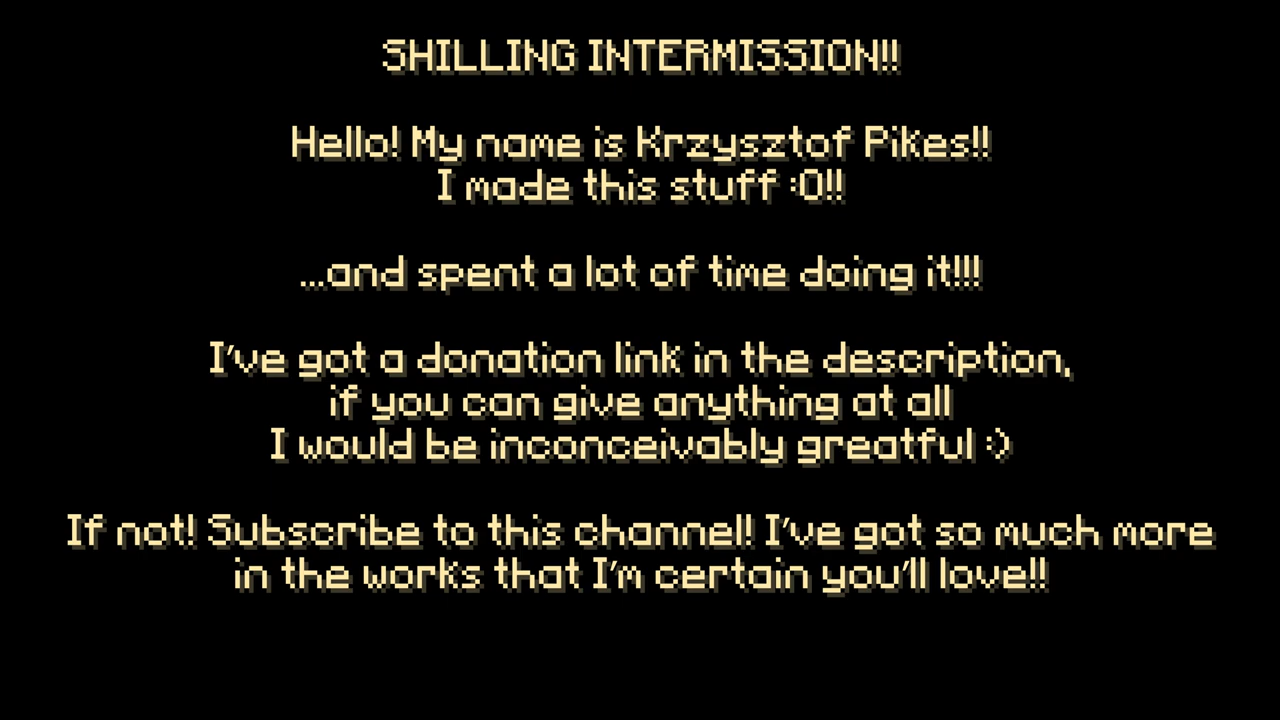 SHILLING INTERMISSION!!
Hello! My name is Krzysztof Pikes!!
I made this stuff :O!!
...and spent a lot of time doing it!!!
I've got a donation link in the description,
if you can give anything at all
I would be inconceivably greatful :)
If not! Subscribe to this channel! I've got so much more
in the works that I'm certain you'll love!!